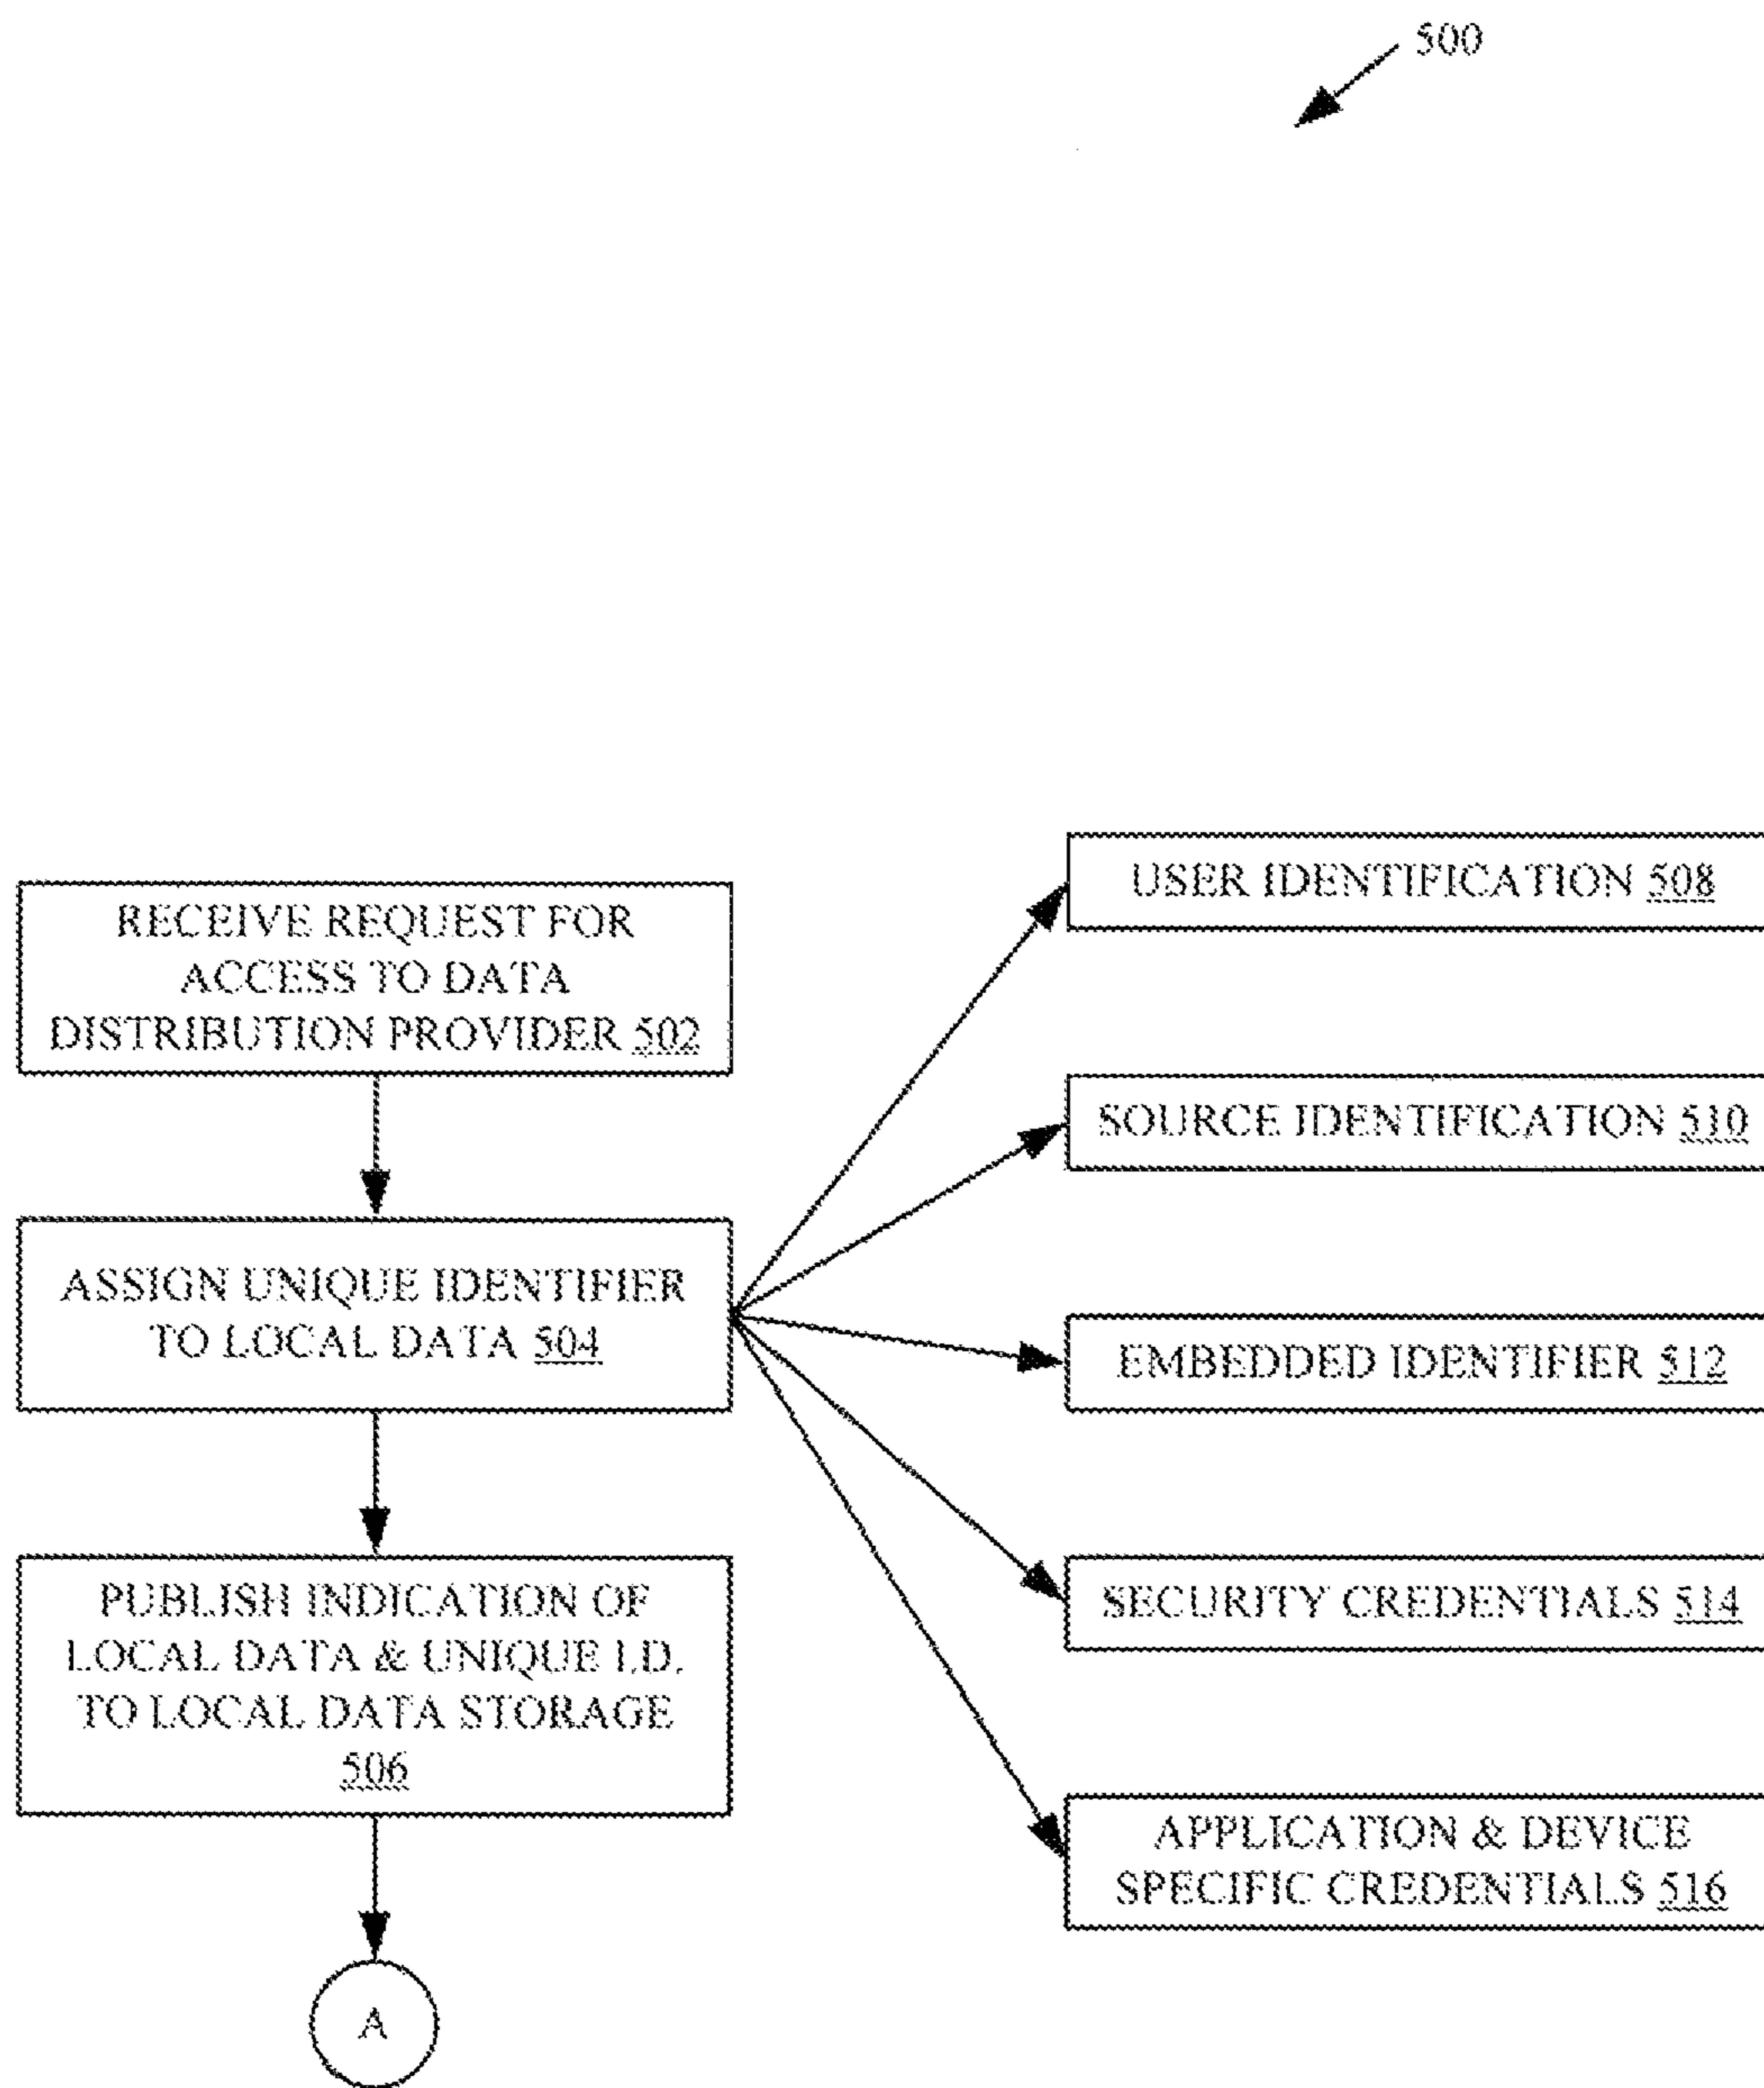 500
RECEIVE REQUEST FOR
ACCESS TO DATA
DISTRIBUTION PROVIDER 502
ASSIGN UNIQUE IDENTIFIER
TO LOCAL DATA 504
PUBLISH INDICATION OF
LOCAL DATA & UNIQUE I.D.
TO LOCAL DATA STORAGE
506
A
USER IDENTIFICATION 508
SOURCE IDENTIFICATION 510
EMBEDDED IDENTIFIER 512
SECURITY CREDENTIALS 514
APPLICATION & DEVICE
SPECIFIC CREDENTIALS 516